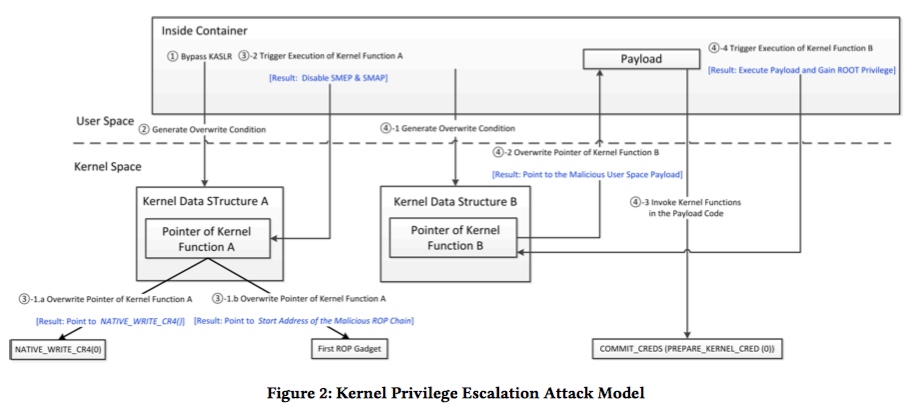 Inside Container
① Bypass KASLR
③-2 Trigger Execution of Kernel Function A
[Result: Disable SMEP & SMAP]
Payload
④-4 Trigger Execution of Kernel Function B
[Result: Execute Payload and Gain ROOT Privilege]
User Space
② Generate Overwrite Condition
④-1 Generate Overwrite Condition
④-2 Overwrite Pointer of Kernel Function B
[Result: Point to the Malicious User Space Payload]
Kernel Space
Kernel Data STructure A
Pointer of Kernel
Function A
Kernel Data Structure B
Pointer of Kernel
Function B
④-3 Invoke Kernel Functions
in the Payload Code
③-1.a Overwrite Pointer of Kernel Function A
[Result: Point to NATIVE_WRITE_CR4()]
③-1.b Overwrite Pointer of Kernel Function A
[Result: Point to Start Address of the Malicious ROP Chain]
NATIVE_WRITE_CR4(0)
First ROP Gadget
COMMIT_CREDS (PREPARE_KERNEL_CRED (0))
Figure 2: Kernel Privilege Escalation Attack Model